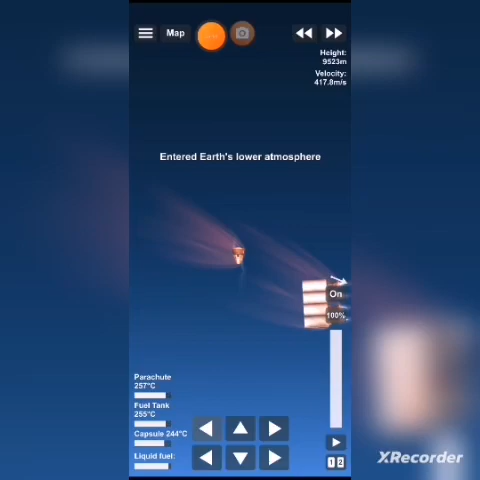 Map
Height:
9523m
Velocity:
417.8m/s
Entered Earth's lower atmosphere
On
100%
Parachute
257°C
Fuel Tank
255°C
Capsule 244°C
Liquid fuel:
1 2
XRecorder